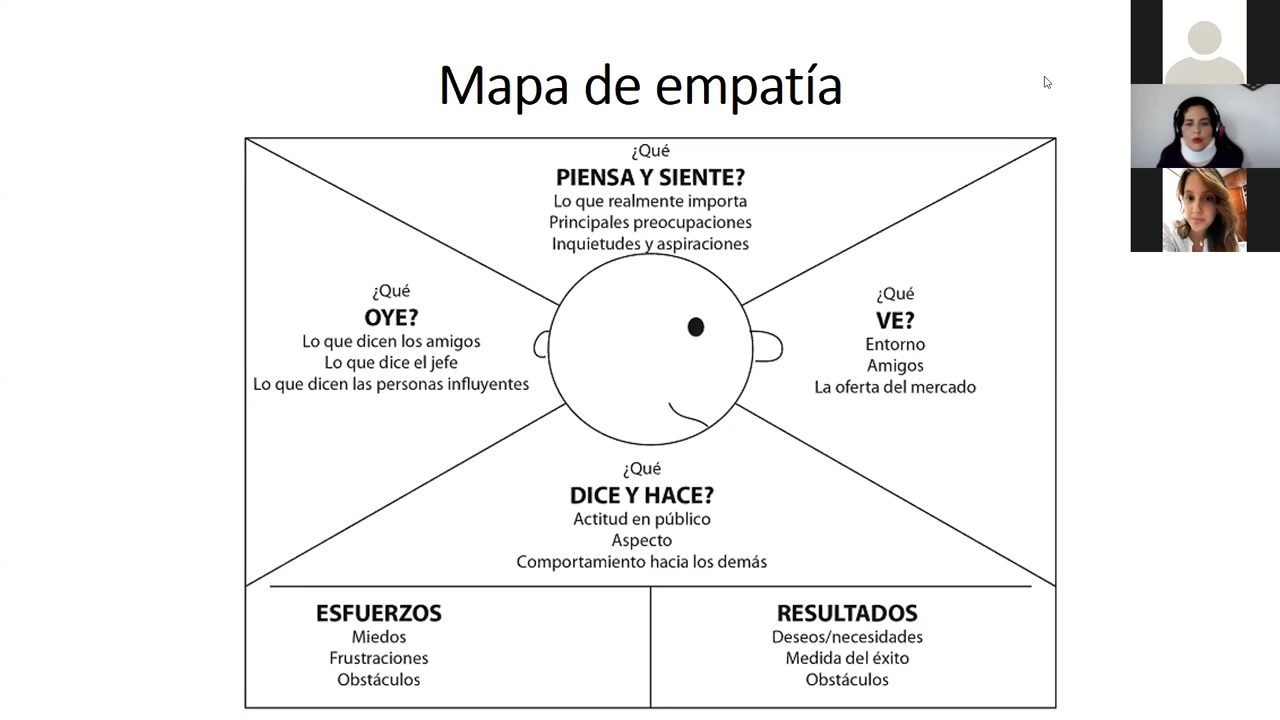 Mapa de empatía
¿Qué
PIENSA Y SIENTE?
Lo que realmente importa
Principales preocupaciones
Inquietudes y aspiraciones
¿Qué
OYE?
Lo que dicen los amigos
Lo que dice el jefe
Lo que dicen las personas influyentes
¿Qué
VE?
Entorno
Amigos
La oferta del mercado
¿Qué
DICE Y HACE?
Actitud en público
Aspecto
Comportamiento hacia los demás
ESFUERZOS
Miedos
Frustraciones
Obstáculos
RESULTADOS
Deseos/necesidades
Medida del éxito
Obstáculos